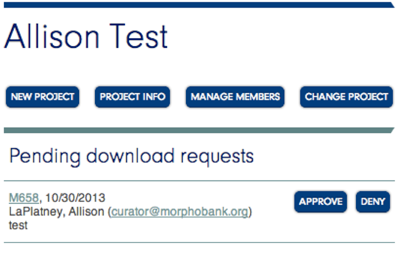 Allison Test
NEW PROJECT PROJECT INFO MANAGE MEMBERS CHANGE PROJECT
Pending download requests
M658, 10/30/2013 APPROVE DENY
LaPlatney, Allison (curator@morphobank.org)
test